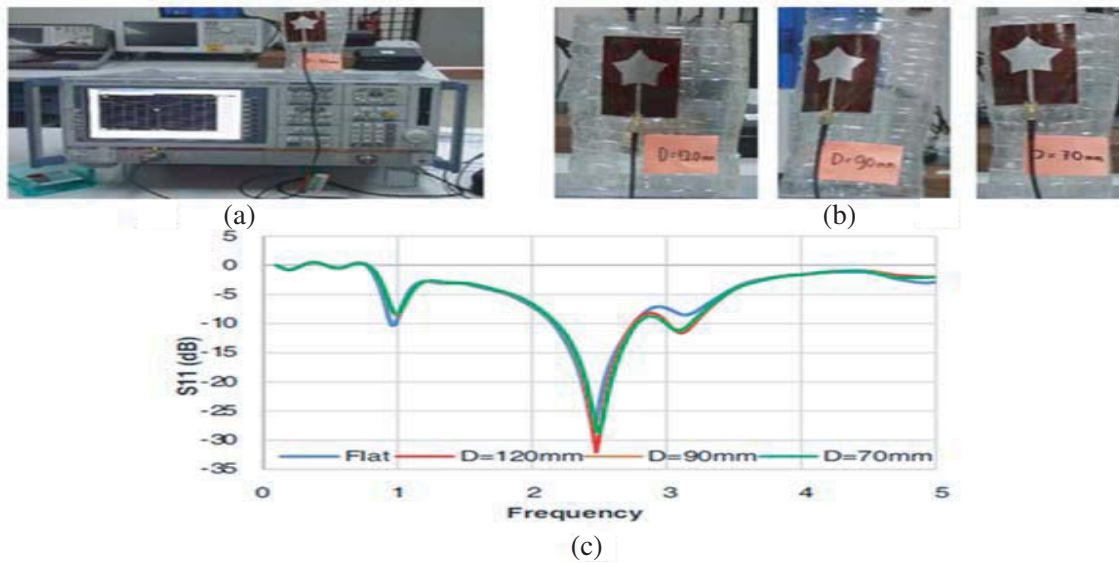 D=120mm
D=90mm
D=70mm
(a)
(b)
5
0
-5
-10
-15
-20
-25
-30
-35
S11 (dB)
Flat D=120mm D=90mm D=70mm
0 1 2 3 4 5
Frequency
(c)